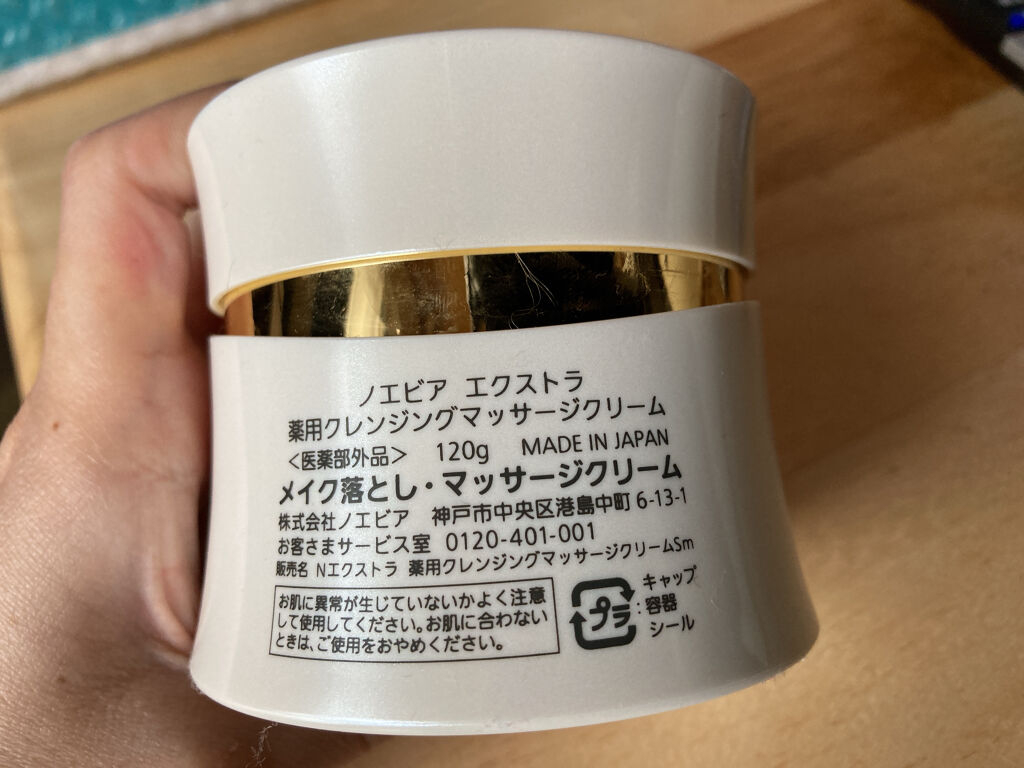 ノエビア エクストラ
薬用クレンジングマッサージクリーム
<医薬部外品> 120g MADE IN JAPAN
メイク落とし・マッサージクリーム
株式会社ノエビア 神戸市中央区港島中町6-13-1
お客さまサービス室 0120-401-001
販売名 Nエクストラ 薬用クレンジングマッサージクリームSm
お肌に異常が生じていないかよく注意
して使用してください。お肌に合わない
ときは、ご使用をおやめください。
プラ
: キャップ
容器
シール